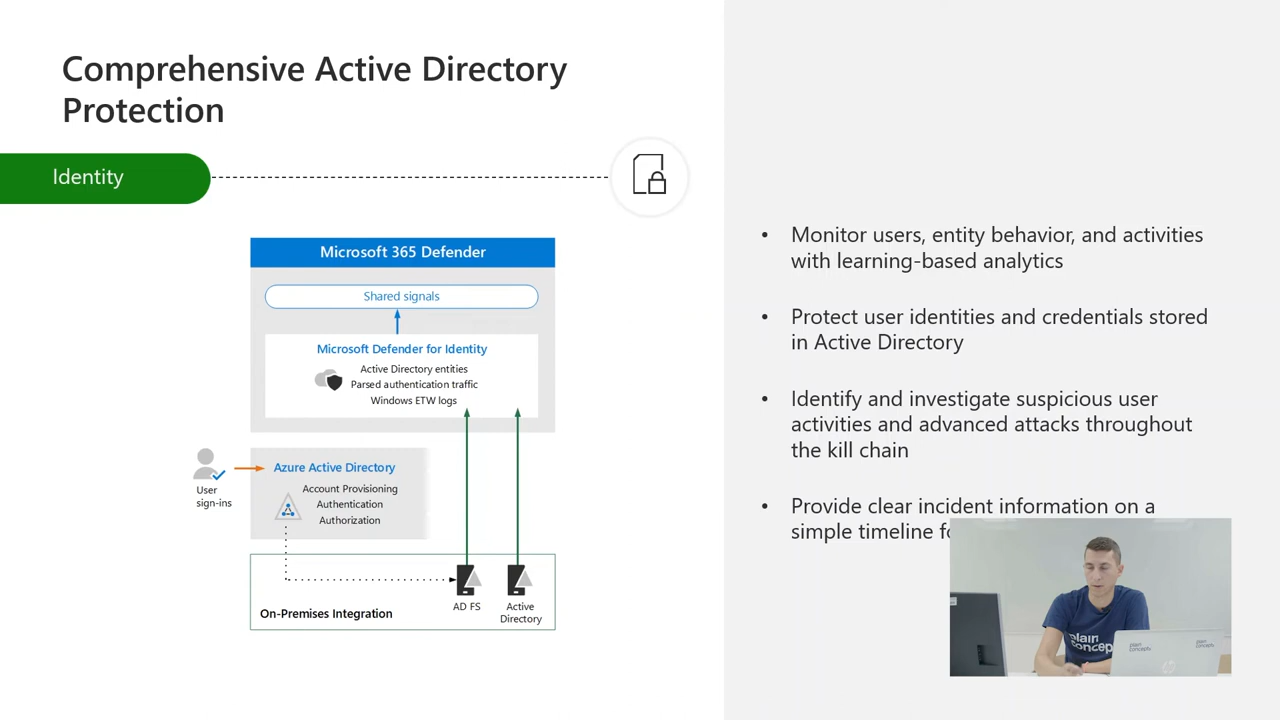 Comprehensive Active Directory
Protection
Identity
Microsoft 365 Defender
Shared signals
Microsoft Defender for Identity
Active Directory entities
Parsed authentication traffic
Windows ETW logs
User
sign-ins
Azure Active Directory
Account Provisioning
Authentication
Authorization
On-Premises Integration
AD FS
Active
Directory
• Monitor users, entity behavior, and activities
with learning-based analytics
• Protect user identities and credentials stored
in Active Directory
• Identify and investigate suspicious user
activities and advanced attacks throughout
the kill chain
• Provide clear incident information on a
simple timeline
plain
concepts